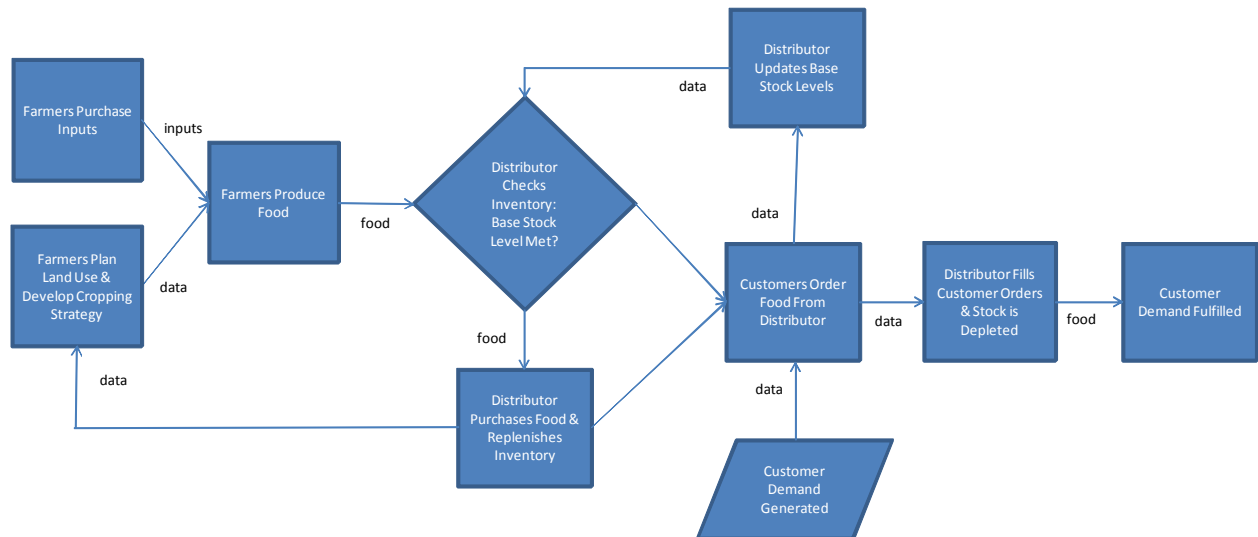 Farmers Purchase
Inputs
inputs
Farmers Produce
Food
Farmers Plan
Land Use &
Develop Cropping
Strategy
data
food
Distributor
Checks
Inventory:
Base Stock
Level Met?
data
Distributor
Updates Base
Stock Levels
data
food
Distributor
Purchases Food &
Replenishes
Inventory
data
Customers Order
Food From
Distributor
data
Customer
Demand
Generated
data
Distributor Fills
Customer Orders
& Stock is
Depleted
food
Customer
Demand Fulfilled